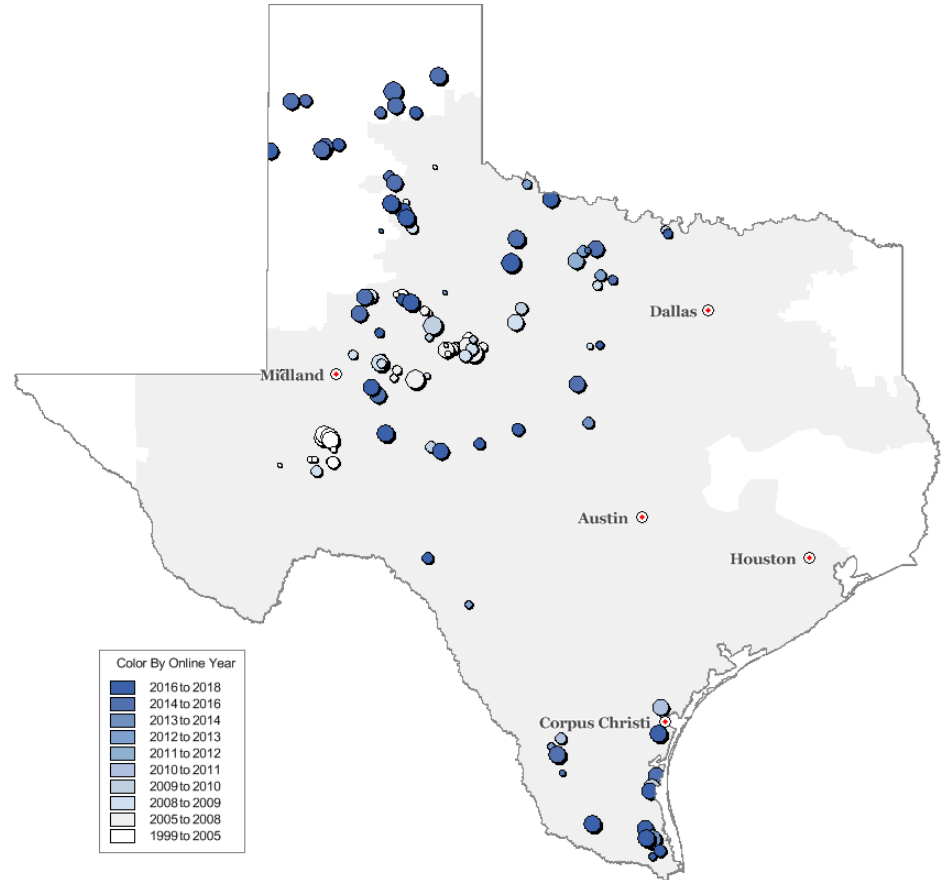 Dallas
Midland
Austin
Houston
Corpus Christi
Color By Online Year
2016 to 2018
2014 to 2016
2013 to 2014
2012 to 2013
2011 to 2012
2010 to 2011
2009 to 2010
2008 to 2009
2005 to 2008
1999 to 2005